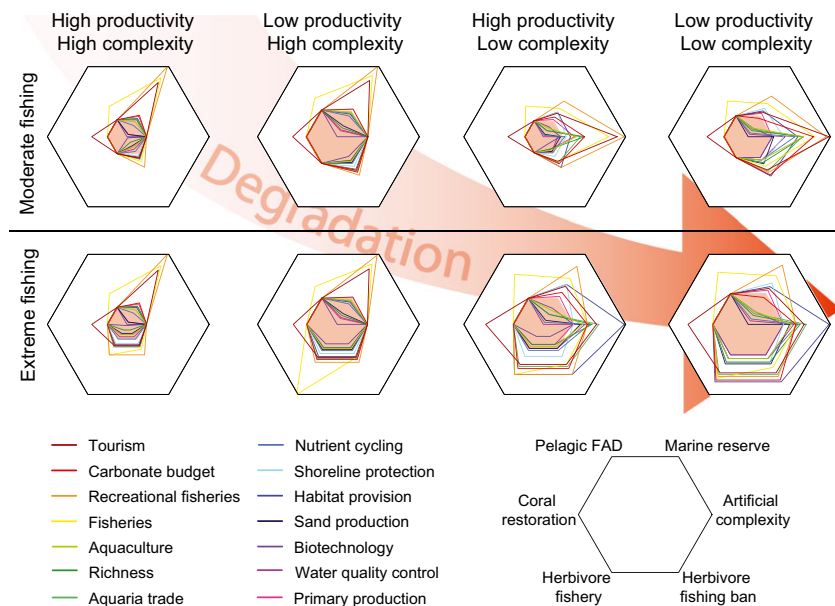 High productivity
High complexity
Low productivity
High complexity
High productivity
Low complexity
Low productivity
Low complexity
Moderate fishing
Degradation
Extreme fishing
Tourism
Carbonate budget
Recreational fisheries
Fisheries
Aquaculture
Richness
Aquaria trade
Nutrient cycling
Shoreline protection
Habitat provision
Sand production
Biotechnology
Water quality control
Primary production
Pelagic FAD
Marine reserve
Coral
restoration
Artificial
complexity
Herbivore
fishery
Herbivore
fishing ban